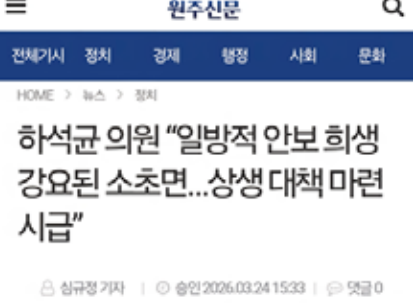 원주신문
전체기사 정치 경제 행정 사회 문화
HOME > 뉴스 > 정치
하석균 의원 “일방적 안보 희생
강요된 소초면...상생 대책 마련
시급”
심규정 기자 | 승인 2026.03.24 15:33 | 댓글 0